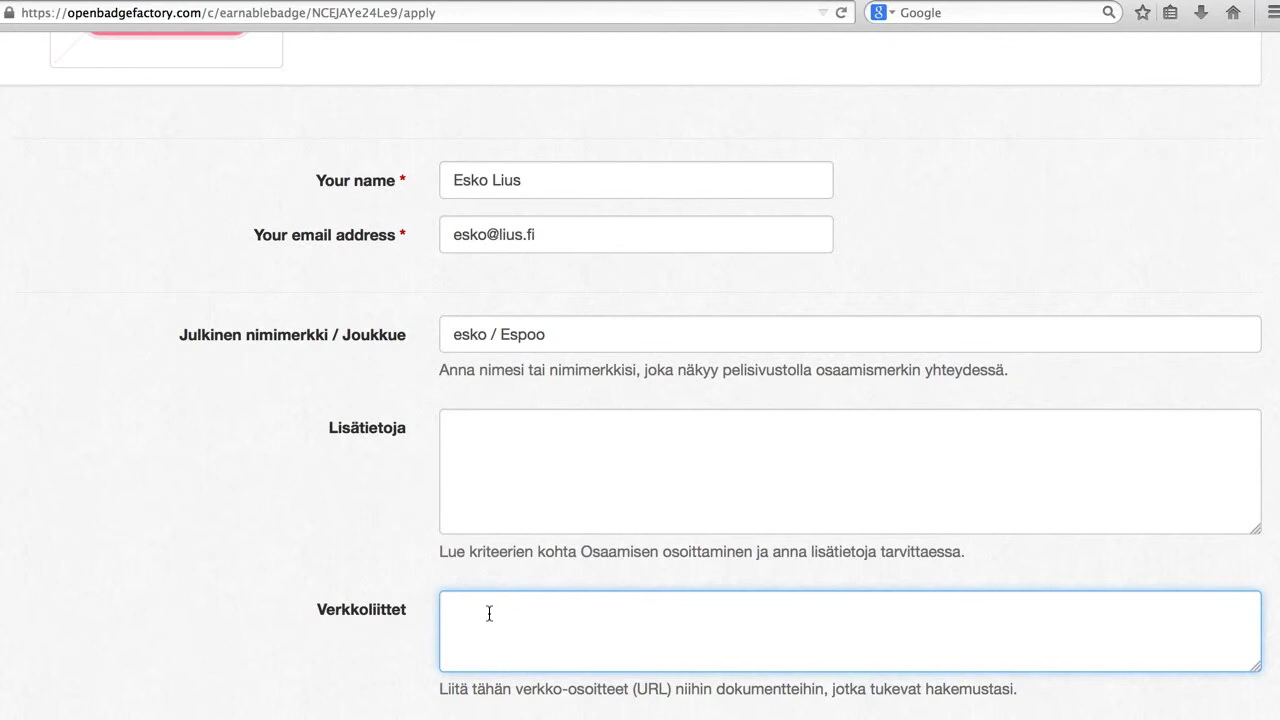 https://openbadgefactory.com/c/earnablebadge/NCEJAYe24Le9/apply
Google
Your name *
Esko Lius
Your email address *
esko@lius.fi
Julkinen nimimerkki / Joukkue
esko / Espoo
Anna nimesi tai nimimerkkisi, joka näkyy pelisivustolla osaamismerkin yhteydessä.
Lisätietoja
Lue kriteerien kohta Osaamisen osoittaminen ja anna lisätietoja tarvittaessa.
Verkkoliittet
Liitä tähän verkko-osoitteet (URL) niihin dokumentteihin, jotka tukevat hakemustasi.